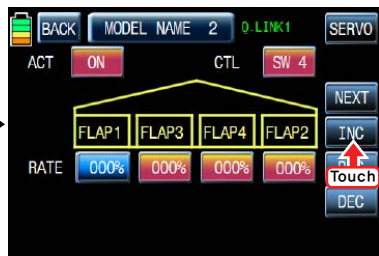 BACK MODEL NAME 2 Q.LINK1 SERVO
ACT ON CTL SW 4
NEXT
FLAP1 FLAP3 FLAP4 FLAP2 INC
RATE 000% 000% 000% 000%
Touch
DEC